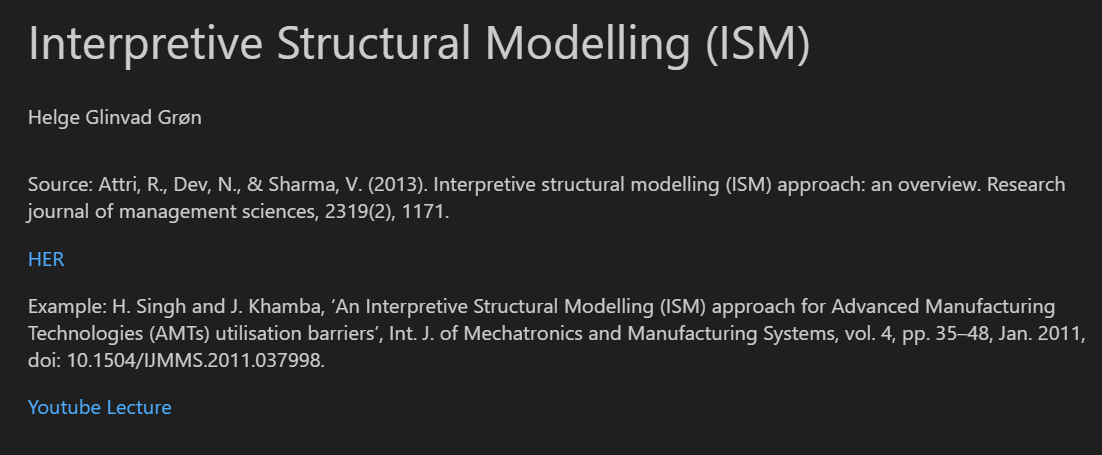 Interpretive Structural Modelling (ISM)
Helge Glinvad Grøn
Source: Attri, R., Dev, N., & Sharma, V. (2013). Interpretive structural modelling (ISM) approach: an overview. Research
journal of management sciences, 2319(2), 1171.
HER
Example: H. Singh and J. Khamba, ‘An Interpretive Structural Modelling (ISM) approach for Advanced Manufacturing
Technologies (AMTs) utilisation barriers’, Int. J. of Mechatronics and Manufacturing Systems, vol. 4, pp. 35–48, Jan. 2011,
doi: 10.1504/IJMMS.2011.037998.
Youtube Lecture